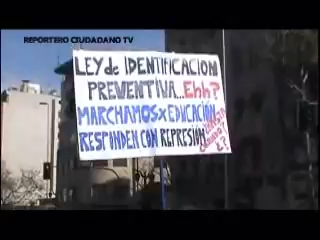 REPORTERO CIUDADANO TV
LEY de IDENTIFICACION
PREVENTIVA...Ehh?
MARCHAMOS X EDUCACIÓN
RESPONDEN CON REPRESIÓN